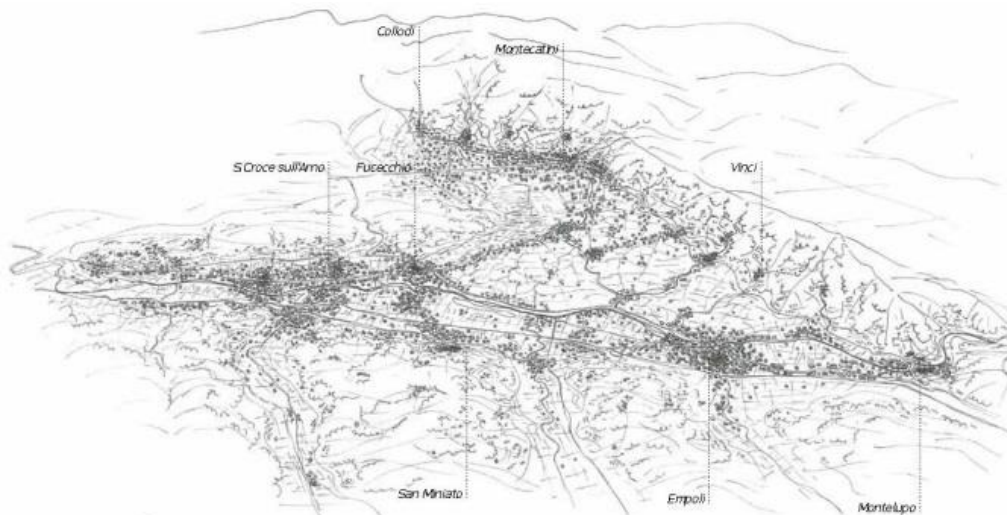 Collodi
Montecatini
S.Croce sull'Arno
Fucecchio
Vinci
San Miniato
Empoli
Montelupo